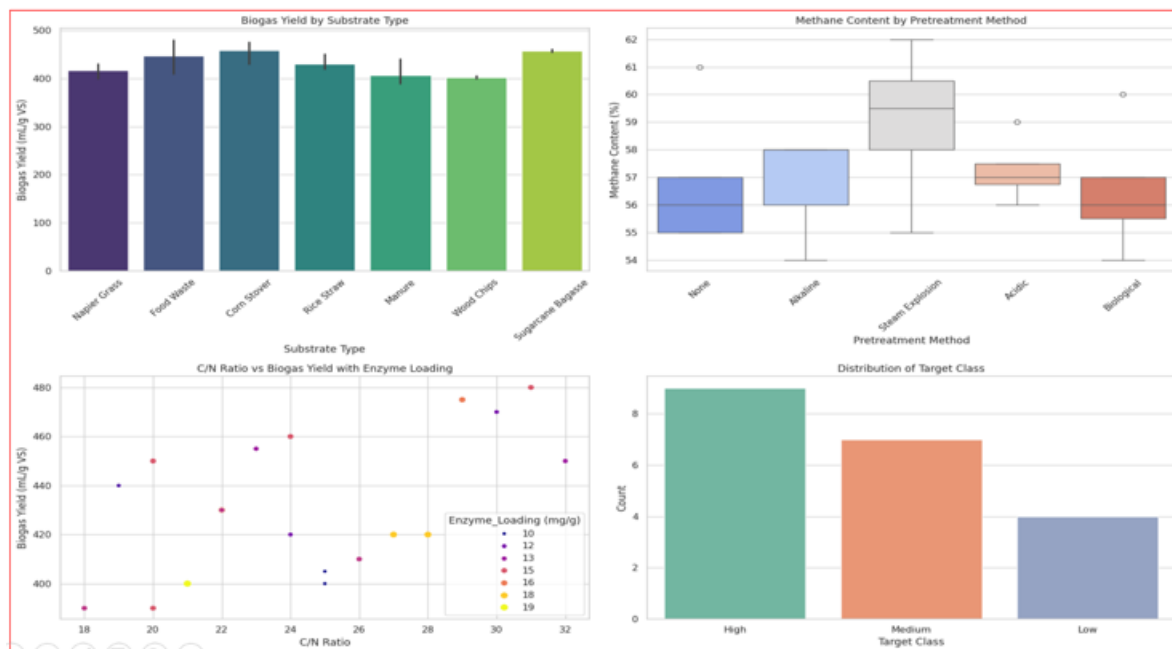 Biogas Yield by Substrate Type
Biogas Yield (mL/g VS)
500
400
300
200
100
0
Napier Grass
Food Waste
Corn Stover
Rice Straw
Manure
Wood Chips
Sugarcane Bagasse
Substrate Type
Methane Content by Pretreatment Method
Methane Content (%)
62
61
60
59
58
57
56
55
54
None
Alkaline
Steam Explosion
Acidic
Biological
Pretreatment Method
C/N Ratio vs Biogas Yield with Enzyme Loading
Biogas Yield (mL/g VS)
480
460
440
420
400
18 20 22 24 26 28 30 32
C/N Ratio
Enzyme_Loading (mg/g)
10
12
13
15
16
18
19
Distribution of Target Class
Count
8
6
4
2
0
High Medium Low
Target Class